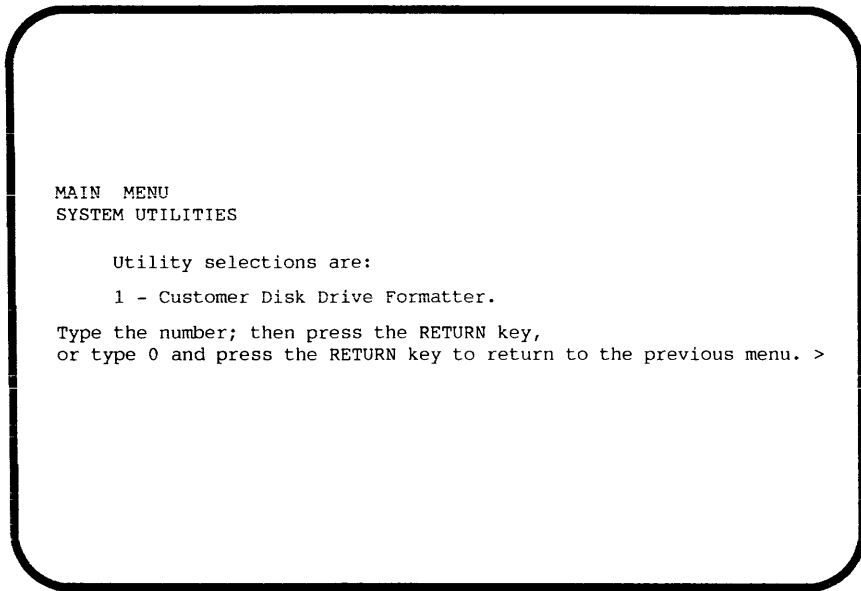 MAIN MENU
SYSTEM UTILITIES
Utility selections are:
1 - Customer Disk Drive Formatter.
Type the number; then press the RETURN key,
or type 0 and press the RETURN key to return to the previous menu. >